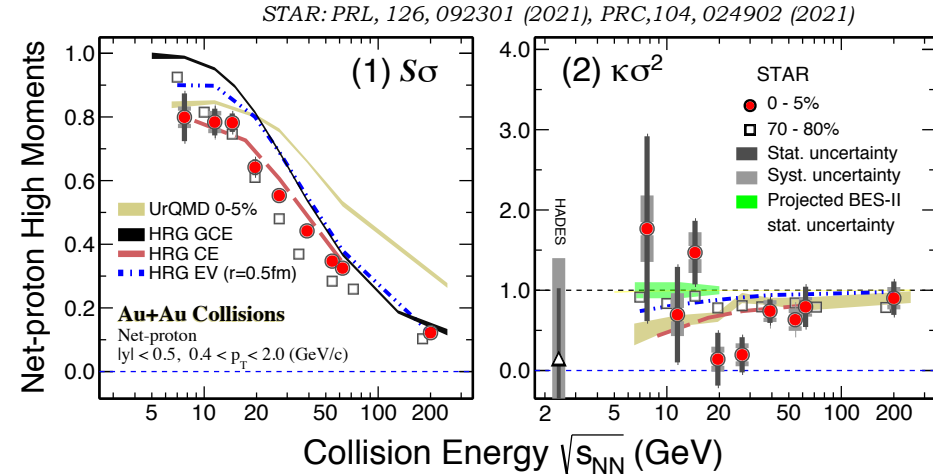 STAR: PRL, 126, 092301 (2021), PRC,104, 024902 (2021)
Net-proton High Moments
1.0
0.8
0.6
0.4
0.2
0.0
(1) Sσ
UrQMD 0-5%
HRG GCE
HRG CE
HRG EV (r=0.5fm)
Au+Au Collisions
Net-proton
|y| < 0.5, 0.4 < p_T < 2.0 (GeV/c)
5 10 20 50 100 200
4.0
3.0
2.0
1.0
0.0
(2) κσ²
STAR
0 - 5%
70 - 80%
Stat. uncertainty
Syst. uncertainty
Projected BES-II
stat. uncertainty
HADES
2 5 10 20 50 100 200
Collision Energy √s_NN (GeV)